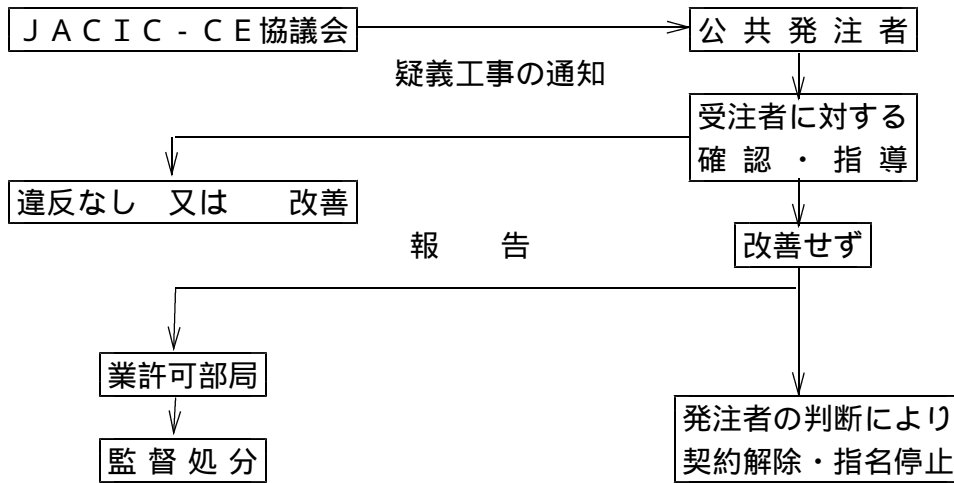 ＪＡＣＩＣ-ＣＥ協議会
公共発注者
疑義工事の通知
受注者に対する
確認・指導
違反なし　又は　　改善
報　　告
改善せず
業許可部局
発注者の判断により
監督処分
契約解除・指名停止